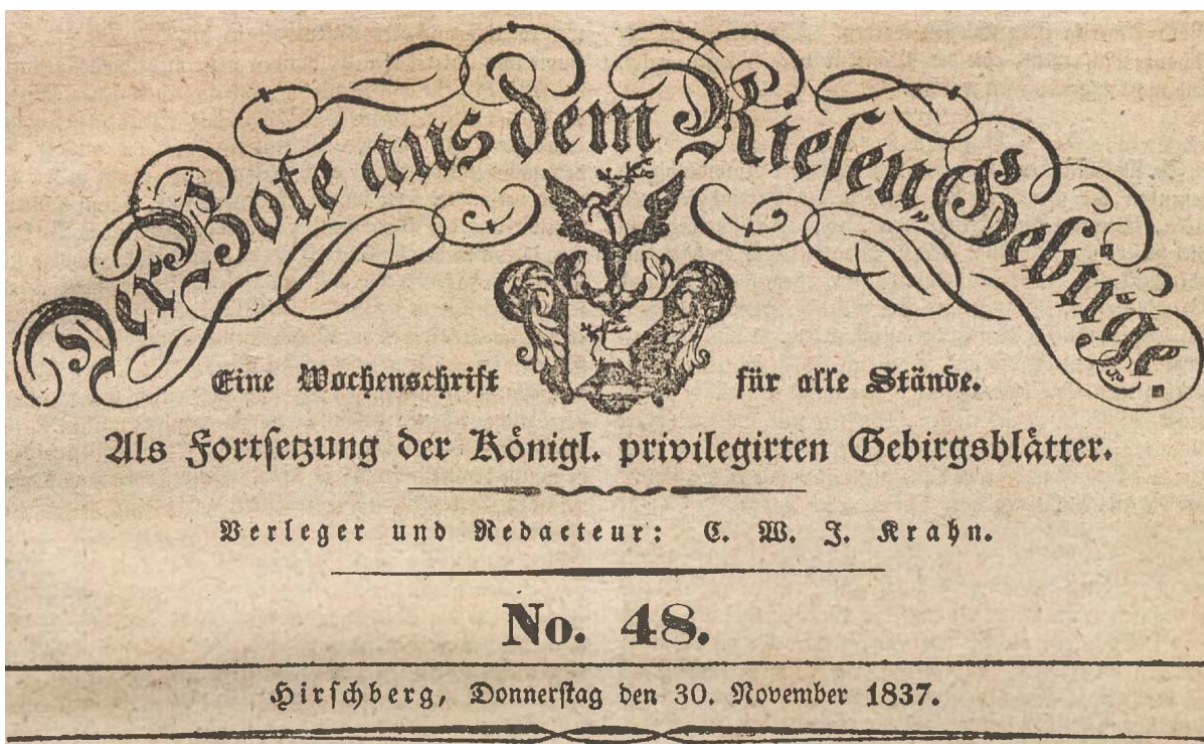 Der Bote aus dem Riesen-Gebirge.
Eine Wochenschrift für alle Stände.
Als Fortsetzung der Königl. privilegirten Gebirgsblätter.
Verleger und Redacteur: C. W. J. Krahn.
No. 48.
Hirschberg, Donnerstag den 30. November 1837.